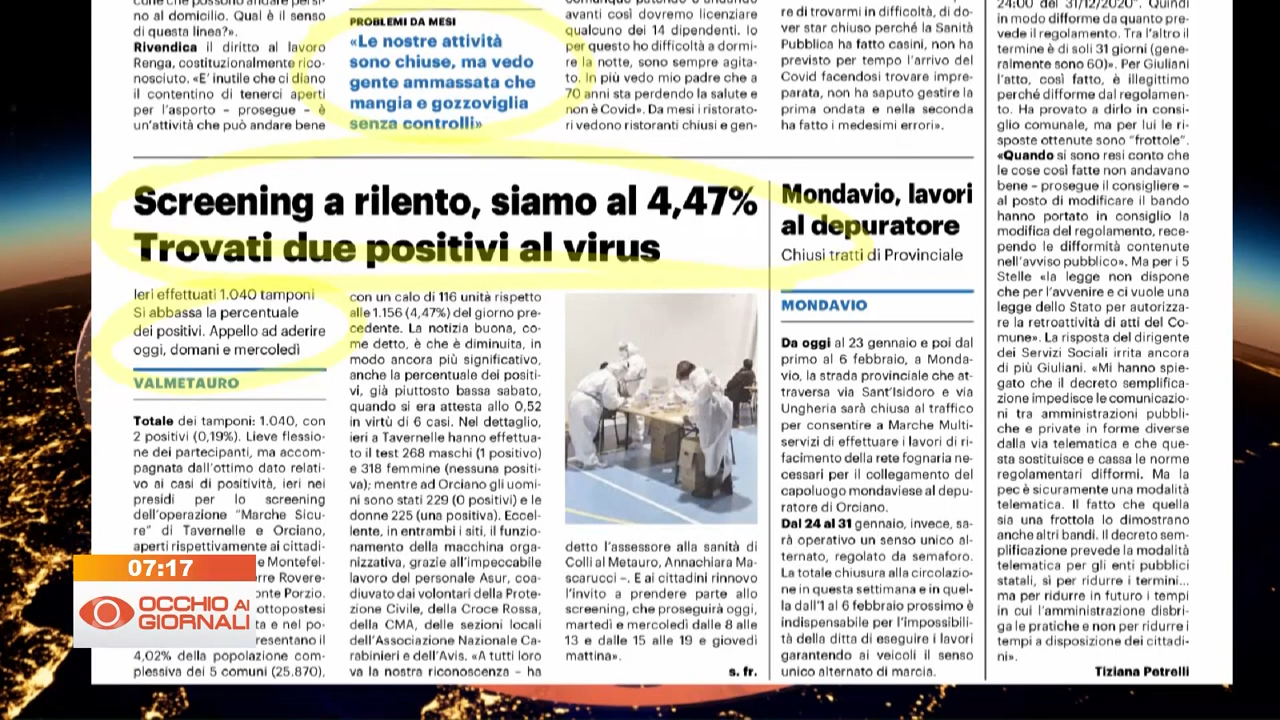 no al domicilio. Qual è il senso
di questa linea?».
Rivendica il diritto al lavoro
Renga, costituzionalmente rico-
nosciuto. «E' inutile che ci diano
il contentino di tenerci aperti
per l'asporto – prosegue – è
un'attività che può andare bene
PROBLEMI DA MESI
«Le nostre attività
sono chiuse, ma vedo
gente ammassata che
mangia e gozzoviglia
senza controlli»
avanti così dovremo licenziare
qualcuno dei 14 dipendenti. Io
per questo ho difficoltà a dormi-
re la notte, sono sempre agita-
to. In più vedo mio padre che a
70 anni sta perdendo la salute e
non è Covid». Da mesi i ristorato-
ri vedono ristoranti chiusi e gen-
re di trovarmi in difficoltà, di do-
ver star chiuso perché la Sanità
Pubblica ha fatto casini, non ha
previsto per tempo l'arrivo del
Covid facendosi trovare impre-
parata, non ha saputo gestire la
prima ondata e nella seconda
ha fatto i medesimi errori».
Screening a rilento, siamo al 4,47%
Trovati due positivi al virus
Ieri effettuati 1.040 tamponi
Si abbassa la percentuale
dei positivi. Appello ad aderire
oggi, domani e mercoledì
VALMETAURO
Totale dei tamponi: 1.040, con
2 positivi (0,19%). Lieve flessio-
ne dei partecipanti, ma accom-
pagnata dall'ottimo dato relati-
vo ai casi di positività, ieri nei
presidi per lo screening
dell'operazione "Marche Sicu-
re" di Tavernelle e Orciano,
aperti rispettivamente ai cittadi-
e Montefel-
rre Rovere-
onte Porzio.
ottopostesi
ta e nel po-
resentano il
4,02% della popolazione com-
plessiva dei 5 comuni (25.870),
con un calo di 116 unità rispetto
alle 1.156 (4,47%) del giorno pre-
cedente. La notizia buona, co-
me detto, è che è diminuita, in
modo ancora più significativo,
anche la percentuale dei positi-
vi, già piuttosto bassa sabato,
quando si era attesta allo 0,52
in virtù di 6 casi. Nel dettaglio,
ieri a Tavernelle hanno effettua-
to il test 268 maschi (1 positivo)
e 318 femmine (nessuna positi-
va); mentre ad Orciano gli uomi-
ni sono stati 229 (0 positivi) e le
donne 225 (una positiva). Eccel-
lente, in entrambi i siti, il funzio-
namento della macchina orga-
nizzativa, grazie all'impeccabile
lavoro del personale Asur, coa-
diuvato dai volontari della Prote-
zione Civile, della Croce Rossa,
della CMA, delle sezioni locali
dell'Associazione Nazionale Ca-
rabinieri e dell'Avis. «A tutti loro
va la nostra riconoscenza – ha
detto l'assessore alla sanità di
Colli al Metauro, Annachiara Ma-
scarucci –. E ai cittadini rinnovo
l'invito a prendere parte allo
screening, che proseguirà oggi,
martedì e mercoledì dalle 8 alle
13 e dalle 15 alle 19 e giovedì
mattina».
s. fr.
Mondavio, lavori
al depuratore
Chiusi tratti di Provinciale
MONDAVIO
Da oggi al 23 gennaio e poi dal
primo al 6 febbraio, a Monda-
vio, la strada provinciale che at-
traversa via Sant'Isidoro e via
Ungheria sarà chiusa al traffico
per consentire a Marche Multi-
servizi di effettuare i lavori di ri-
facimento della rete fognaria ne-
cessari per il collegamento del
capoluogo mondaviese al depu-
ratore di Orciano.
Dal 24 al 31 gennaio, invece, sa-
rà operativo un senso unico al-
ternato, regolato da semaforo.
La totale chiusura alla circolazio-
ne in questa settimana e in quel-
la dall'1 al 6 febbraio prossimo è
indispensabile per l'impossibili-
tà della ditta di eseguire i lavori
garantendo ai veicoli il senso
unico alternato di marcia.
24:00 del 31/12/2020". Quindi
in modo difforme da quanto pre-
vede il regolamento. Tra l'altro il
termine è di soli 31 giorni (gene-
ralmente sono 60)». Per Giuliani
l'atto, così fatto, è illegittimo
perché difforme dal regolamen-
to. Ha provato a dirlo in consi-
glio comunale, ma per lui le ri-
sposte ottenute sono "frottole".
«Quando si sono resi conto che
le cose così fatte non andavano
bene – prosegue il consigliere –
al posto di modificare il bando
hanno portato in consiglio la
modifica del regolamento, rece-
pendo le difformità contenute
nell'avviso pubblico». Ma per i 5
Stelle «la legge non dispone
che per l'avvenire e ci vuole una
legge dello Stato per autorizza-
re la retroattività di atti del Co-
mune». La risposta del dirigente
dei Servizi Sociali irrita ancora
di più Giuliani. «Mi hanno spie-
gato che il decreto semplifica-
zione impedisce le comunicazio-
ni tra amministrazioni pubbli-
che e private in forme diverse
dalla via telematica e che que-
sta sostituisce e cassa le norme
regolamentari difformi. Ma la
pec è sicuramente una modalità
telematica. Il fatto che quella
sia una frottola lo dimostrano
anche altri bandi. Il decreto sem-
plificazione prevede la modalità
telematica per gli enti pubblici
statali, sì per ridurre i termini...
ma per ridurre in futuro i tempi
in cui l'amministrazione disbri-
ga le pratiche e non per ridurre i
tempi a disposizione dei cittadi-
ni».
Tiziana Petrelli
07:17
OCCHIO AI
GIORNALI